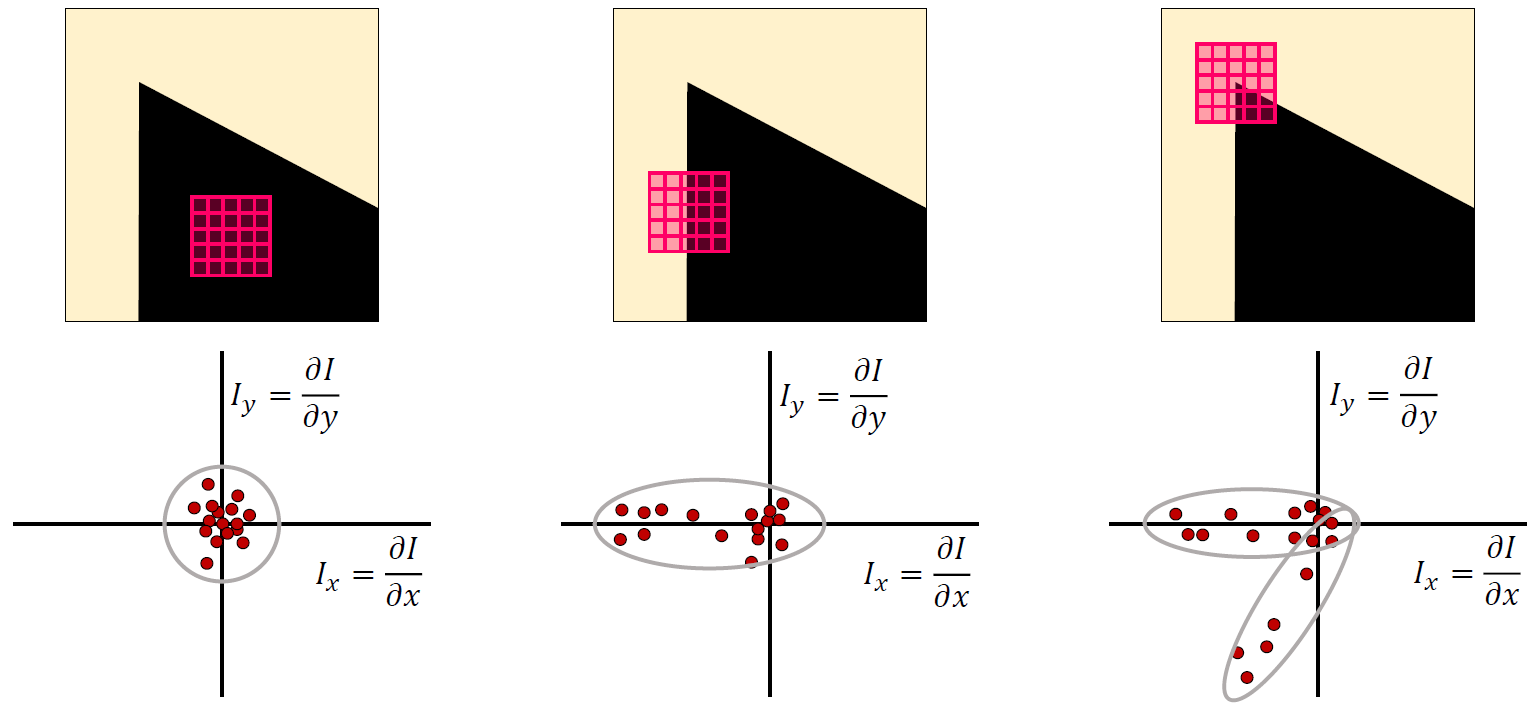 I_y = ∂I/∂y
I_x = ∂I/∂x
I_y = ∂I/∂y
I_x = ∂I/∂x
I_y = ∂I/∂y
I_x = ∂I/∂x